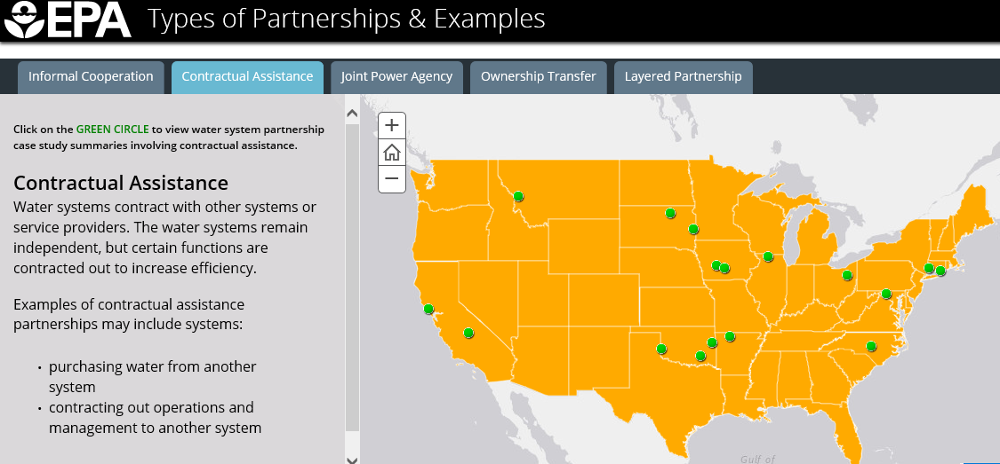 EPA Types of Partnerships & Examples
Informal Cooperation
Contractual Assistance
Joint Power Agency
Ownership Transfer
Layered Partnership
Click on the GREEN CIRCLE to view water system partnership
case study summaries involving contractual assistance.
Contractual Assistance
Water systems contract with other systems or
service providers. The water systems remain
independent, but certain functions are
contracted out to increase efficiency.
Examples of contractual assistance
partnerships may include systems:
• purchasing water from another
system
• contracting out operations and
management to another system
+
−
Gulf of